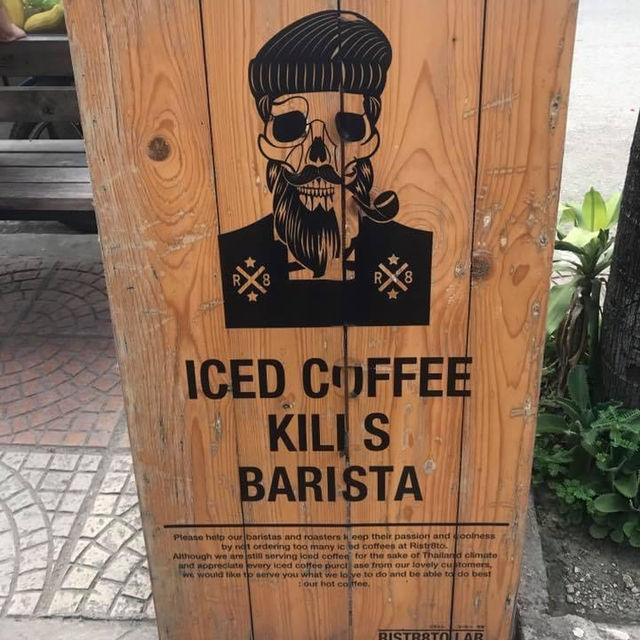 R 8 R 8
ICED COFFEE
KILLS
BARISTA
Please help our baristas and roasters keep their passion and coolness
by not ordering too many iced coffees at Ristr8to.
Although we are still serving iced coffee for the sake of Thailand climate
and appreciate every iced coffee purchase from our lovely customers,
we would like to serve you what we love to do and be able to do best
: our hot coffee.
RISTR8TO LAB